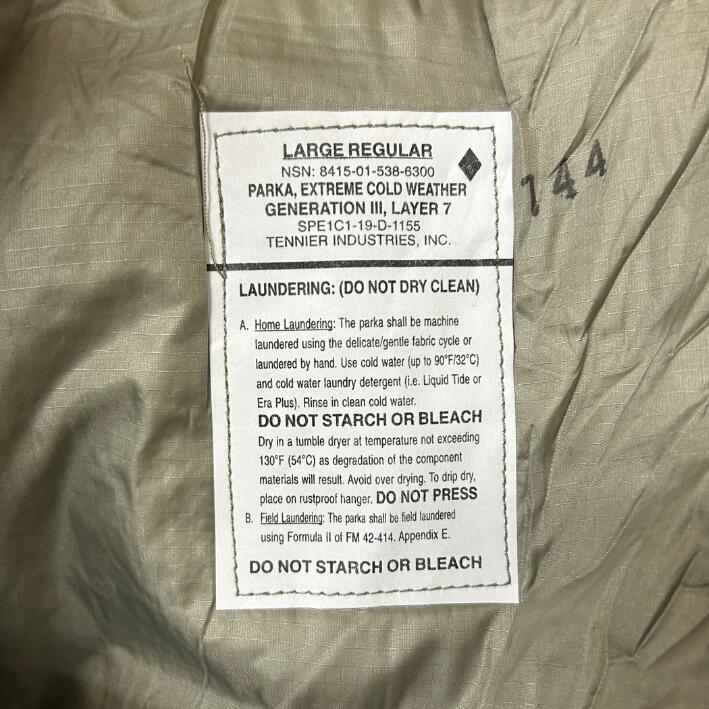 LARGE REGULAR
NSN: 8415-01-538-6300
PARKA, EXTREME COLD WEATHER
GENERATION III, LAYER 7
SPE1C1-19-D-1155
TENNIER INDUSTRIES, INC.
144
LAUNDERING: (DO NOT DRY CLEAN)
A. Home Laundering: The parka shall be machine
laundered using the delicate/gentle fabric cycle or
laundered by hand. Use cold water (up to 90°F/32°C)
and cold water laundry detergent (i.e. Liquid Tide or
Era Plus). Rinse in clean cold water.
DO NOT STARCH OR BLEACH
Dry in a tumble dryer at temperature not exceeding
130°F (54°C) as degradation of the component
materials will result. Avoid over drying. To drip dry,
place on rustproof hanger. DO NOT PRESS
B. Field Laundering: The parka shall be field laundered
using Formula II of FM 42-414. Appendix E.
DO NOT STARCH OR BLEACH